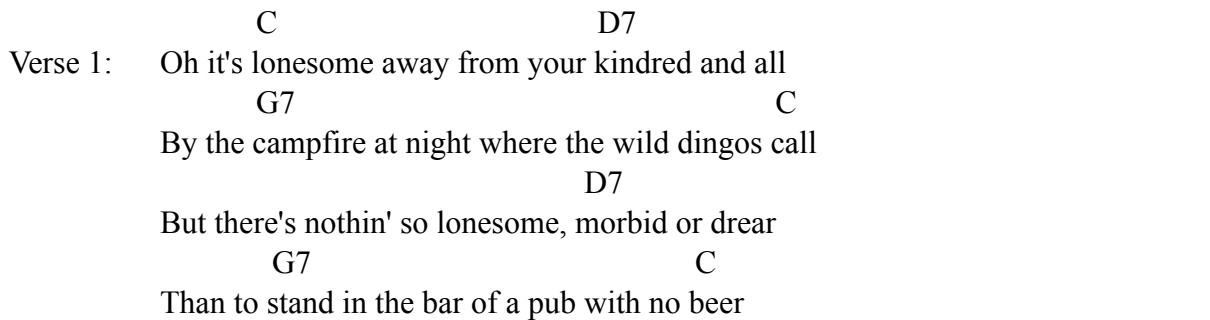 C D7
Verse 1: Oh it's lonesome away from your kindred and all
G7 C
By the campfire at night where the wild dingos call
D7
But there's nothin' so lonesome, morbid or drear
G7 C
Than to stand in the bar of a pub with no beer